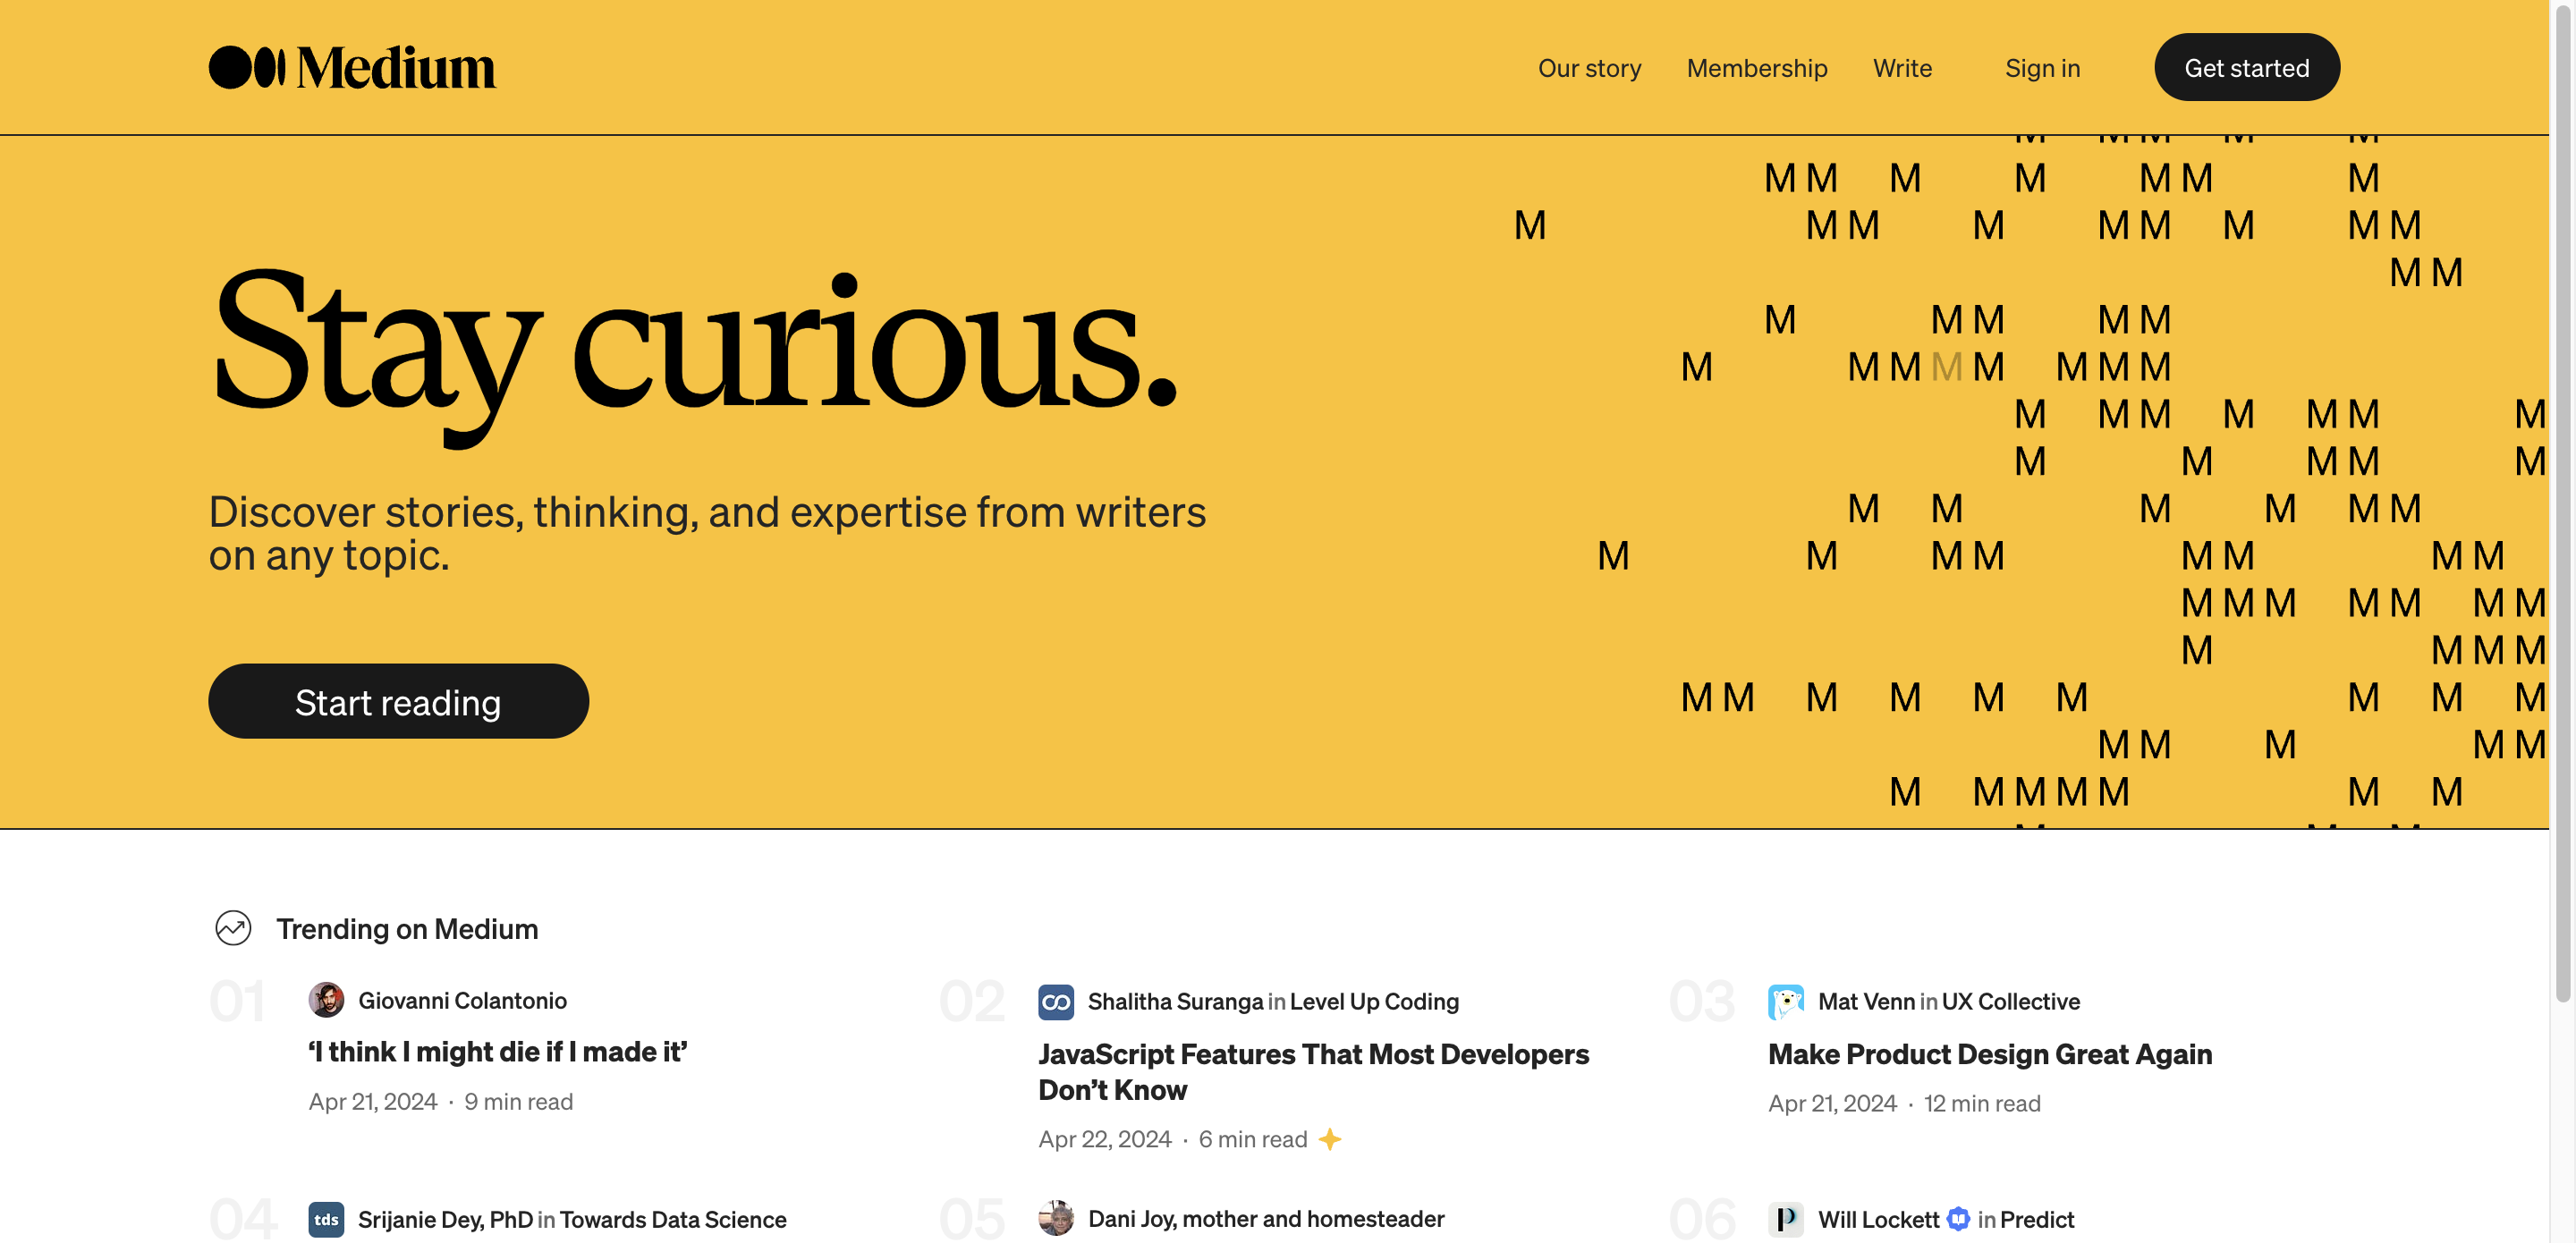 Medium
Our story Membership Write Sign in Get started
M M M M M
M M M M M M M
M M M M M M M M M
M M
M M M M M
M M M M M M M M
M M M M M M M
M M M M M
M M M M M M
M M M M M M M M
M M M M M M M
M M M M
M M M M M M M M M
M M M M M
M M M M M M M
Stay curious.
Discover stories, thinking, and expertise from writers
on any topic.
Start reading
Trending on Medium
01
Giovanni Colantonio
‘I think I might die if I made it’
Apr 21, 2024 · 9 min read
02
Shalitha Suranga in Level Up Coding
JavaScript Features That Most Developers
Don’t Know
Apr 22, 2024 · 6 min read
03
Mat Venn in UX Collective
Make Product Design Great Again
Apr 21, 2024 · 12 min read
04
tds Srijanie Dey, PhD in Towards Data Science
05
Dani Joy, mother and homesteader
06
P Will Lockett in Predict